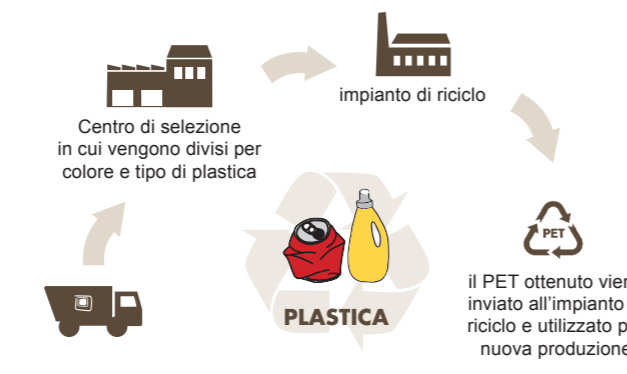 Centro di selezione
in cui vengono divisi per
colore e tipo di plastica
impianto di riciclo
PET
il PET ottenuto vien
inviato all'impianto
riciclo e utilizzato p
nuova produzione
PLASTICA